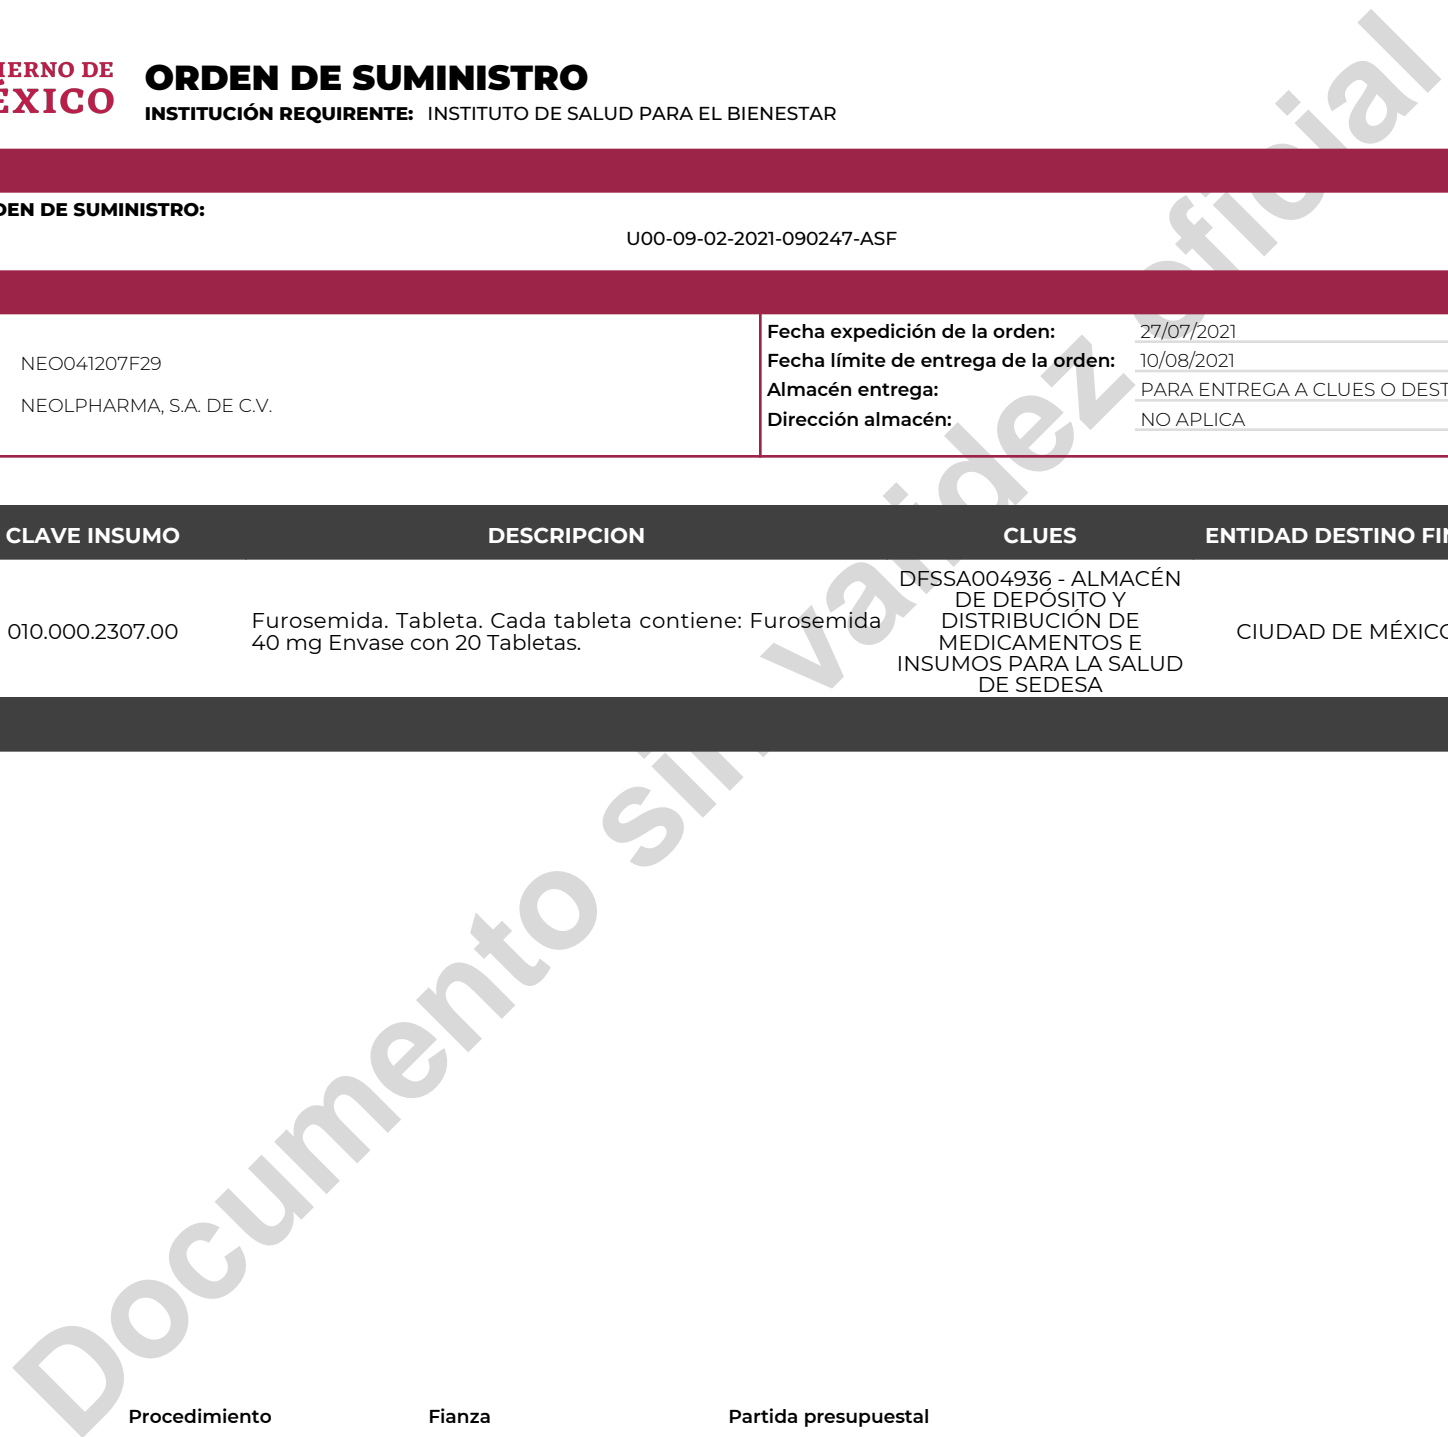 IERNO DE
ÉXICO
ORDEN DE SUMINISTRO
INSTITUCIÓN REQUIRENTE: INSTITUTO DE SALUD PARA EL BIENESTAR
DEN DE SUMINISTRO:
U00-09-02-2021-090247-ASF
NEO041207F29
NEOLPHARMA, S.A. DE C.V.
Fecha expedición de la orden: 27/07/2021
Fecha límite de entrega de la orden: 10/08/2021
Almacén entrega: PARA ENTREGA A CLUES O DEST
Dirección almacén: NO APLICA
CLAVE INSUMO DESCRIPCION CLUES ENTIDAD DESTINO FIN
010.000.2307.00
Furosemida. Tableta. Cada tableta contiene: Furosemida
40 mg Envase con 20 Tabletas.
DFSSA004936 - ALMACÉN
DE DEPÓSITO Y
DISTRIBUCIÓN DE
MEDICAMENTOS E
INSUMOS PARA LA SALUD
DE SEDESA
CIUDAD DE MÉXICO
Documento sin validez oficial
Procedimiento Fianza Partida presupuestal